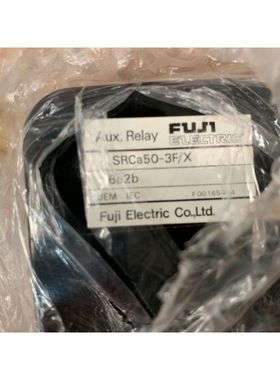 Aux. Relay FUJI ELECTRIC
SRCa50-3F/X
6a2b
JEM IEC
Fuji Electric Co.,Ltd.